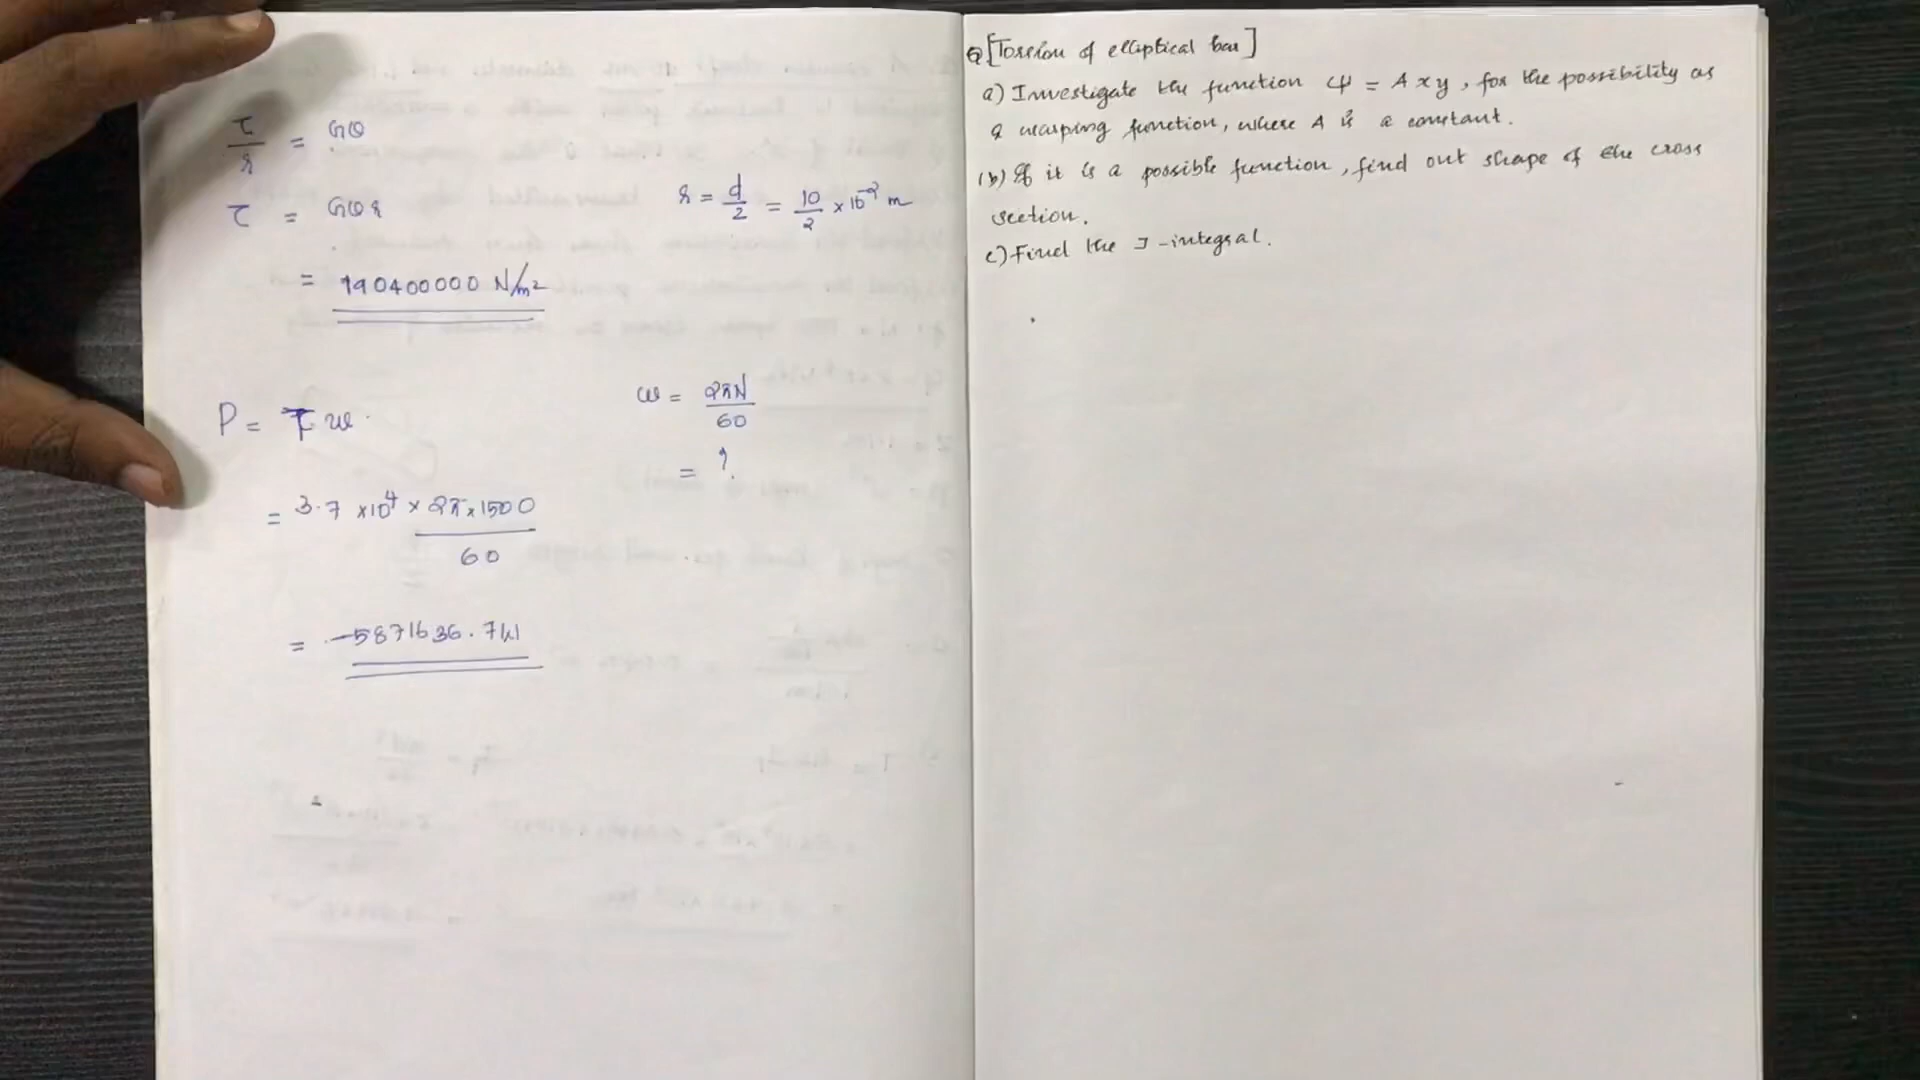 τ/r = Gθ
τ = Gθr r = d/2 = 10/2 × 10⁻² m
= 190400000 N/m²
P = T w. ω = 2πN/60
= ?.
= 3.7 × 10⁴ × 2π × 1500/60
= 5871636.7W
Q [Torsion of elliptical bar]
a) Investigate the function ψ = A x y, for the possibility as
a warping function, where A is a constant.
(b) If it is a possible function, find out shape of the cross
section.
c) Find the J-integral.